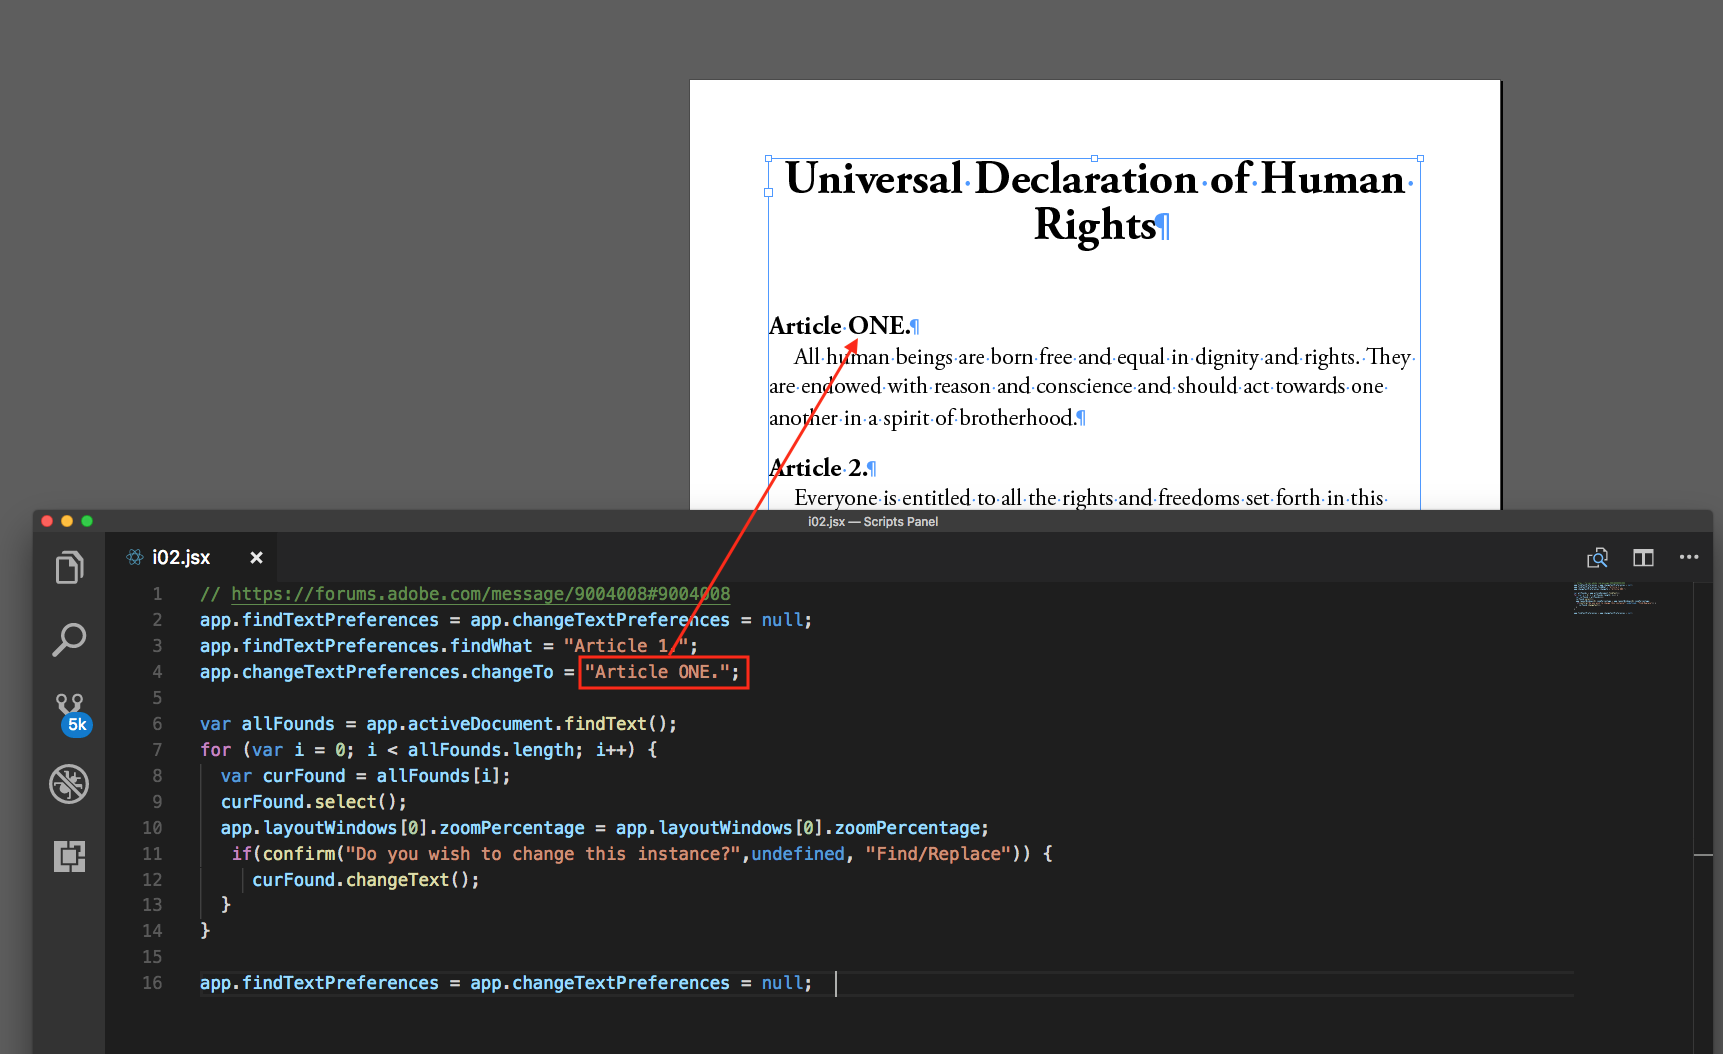 Universal Declaration of Human
Rights¶
Article ONE.¶
All human beings are born free and equal in dignity and rights. They
are endowed with reason and conscience and should act towards one
another in a spirit of brotherhood.¶
Article 2.¶
Everyone is entitled to all the rights and freedoms set forth in this
i02.jsx — Scripts Panel
i02.jsx
5k
1 // https://forums.adobe.com/message/9004008#9004008
2 app.findTextPreferences = app.changeTextPreferences = null;
3 app.findTextPreferences.findWhat = "Article 1.";
4 app.changeTextPreferences.changeTo = "Article ONE.";
5
6 var allFounds = app.activeDocument.findText();
7 for (var i = 0; i < allFounds.length; i++) {
8 var curFound = allFounds[i];
9 curFound.select();
10 app.layoutWindows[0].zoomPercentage = app.layoutWindows[0].zoomPercentage;
11 if(confirm("Do you wish to change this instance?",undefined, "Find/Replace")) {
12 curFound.changeText();
13 }
14 }
15
16 app.findTextPreferences = app.changeTextPreferences = null;